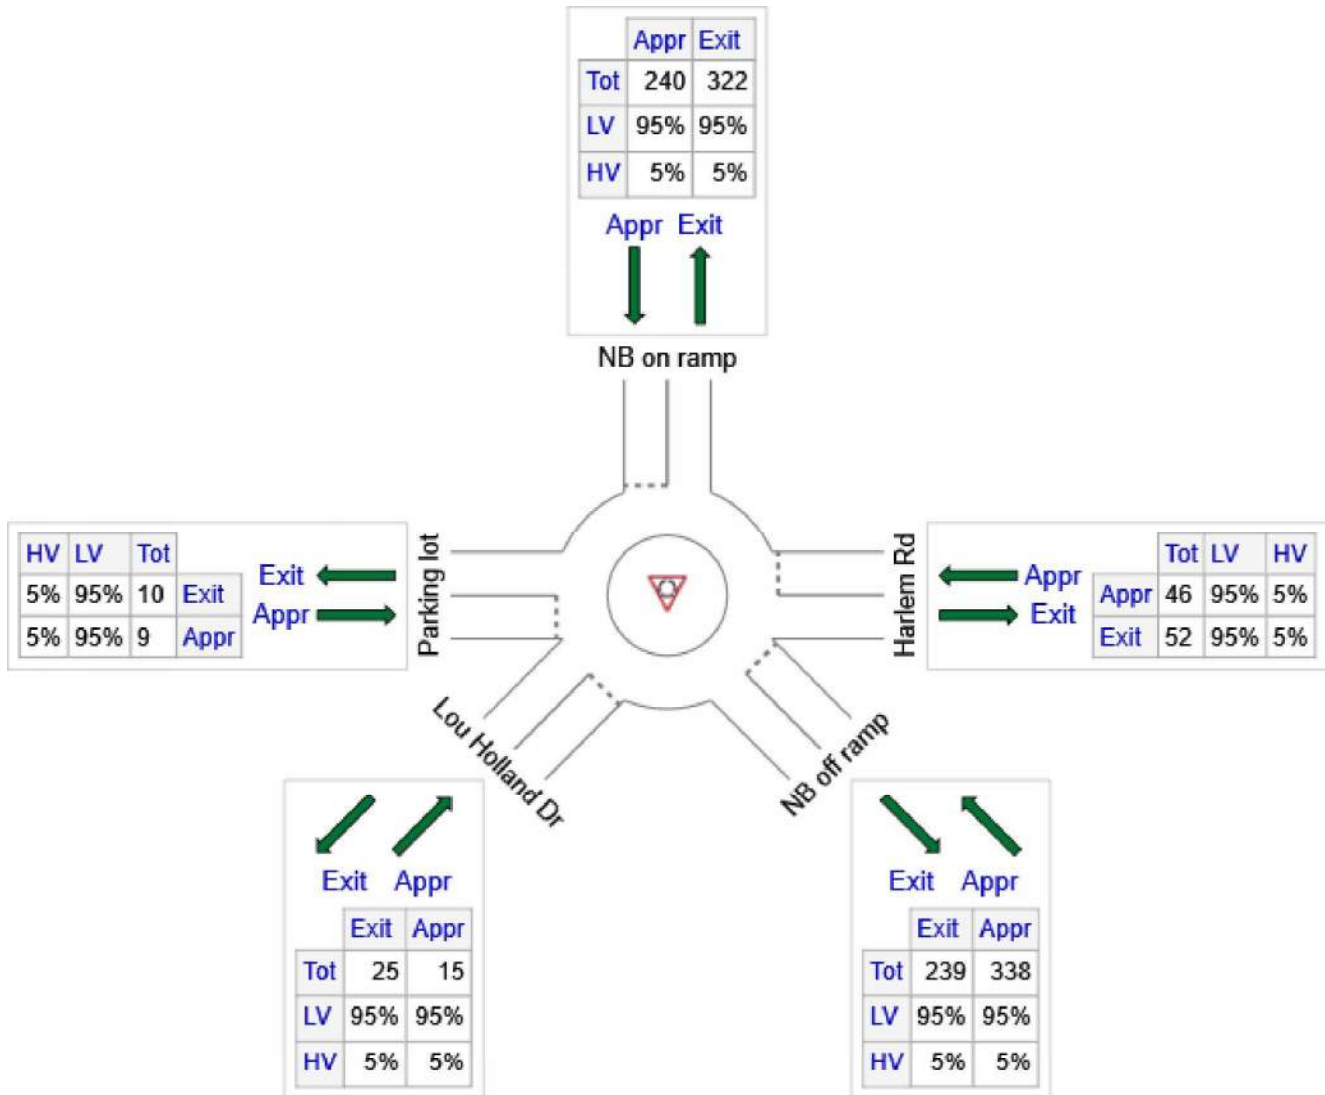 Appr Exit
Tot 240 322
LV 95% 95%
HV 5% 5%
Appr Exit
NB on ramp
HV LV Tot
5% 95% 10 Exit
5% 95% 9 Appr
Exit
Appr
Parking lot
Harlem Rd
Appr
Exit
Tot LV HV
Appr 46 95% 5%
Exit 52 95% 5%
Lou Holland Dr
NB off ramp
Exit Appr
Exit Appr
Tot 25 15
LV 95% 95%
HV 5% 5%
Exit Appr
Exit Appr
Tot 239 338
LV 95% 95%
HV 5% 5%